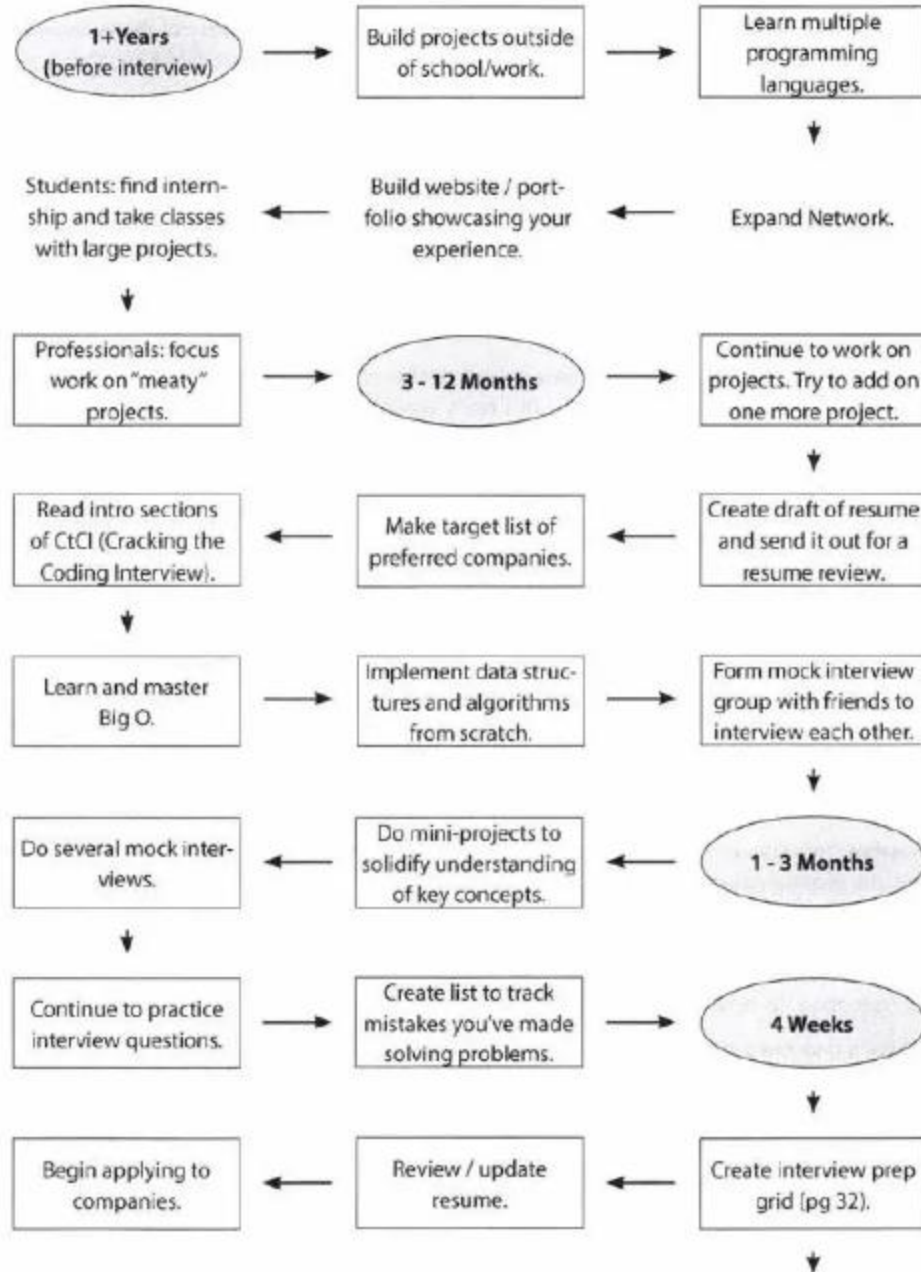 1+Years
(before interview)
Build projects outside
of school/work.
Learn multiple
programming
languages.
Expand Network.
Build website / port-
folio showcasing your
experience.
Students: find intern-
ship and take classes
with large projects.
Professionals: focus
work on "meaty"
projects.
3 - 12 Months
Continue to work on
projects. Try to add on
one more project.
Create draft of resume
and send it out for a
resume review.
Make target list of
preferred companies.
Read intro sections
of CtCI (Cracking the
Coding Interview).
Learn and master
Big O.
Implement data struc-
tures and algorithms
from scratch.
Form mock interview
group with friends to
interview each other.
1 - 3 Months
Do mini-projects to
solidify understanding
of key concepts.
Do several mock inter-
views.
Continue to practice
interview questions.
Create list to track
mistakes you've made
solving problems.
4 Weeks
Create interview prep
grid (pg 32).
Review / update
resume.
Begin applying to
companies.